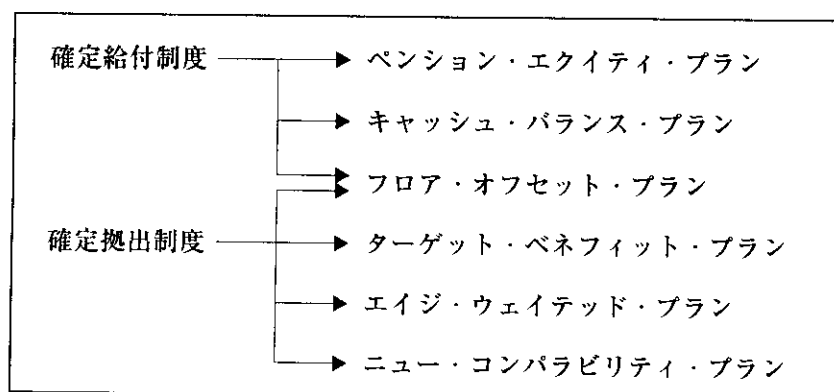 確定給付制度
ペンション・エクイティ・プラン
キャッシュ・バランス・プラン
フロア・オフセット・プラン
確定拠出制度
ターゲット・ベネフィット・プラン
エイジ・ウェイテッド・プラン
ニュー・コンパラビリティ・プラン